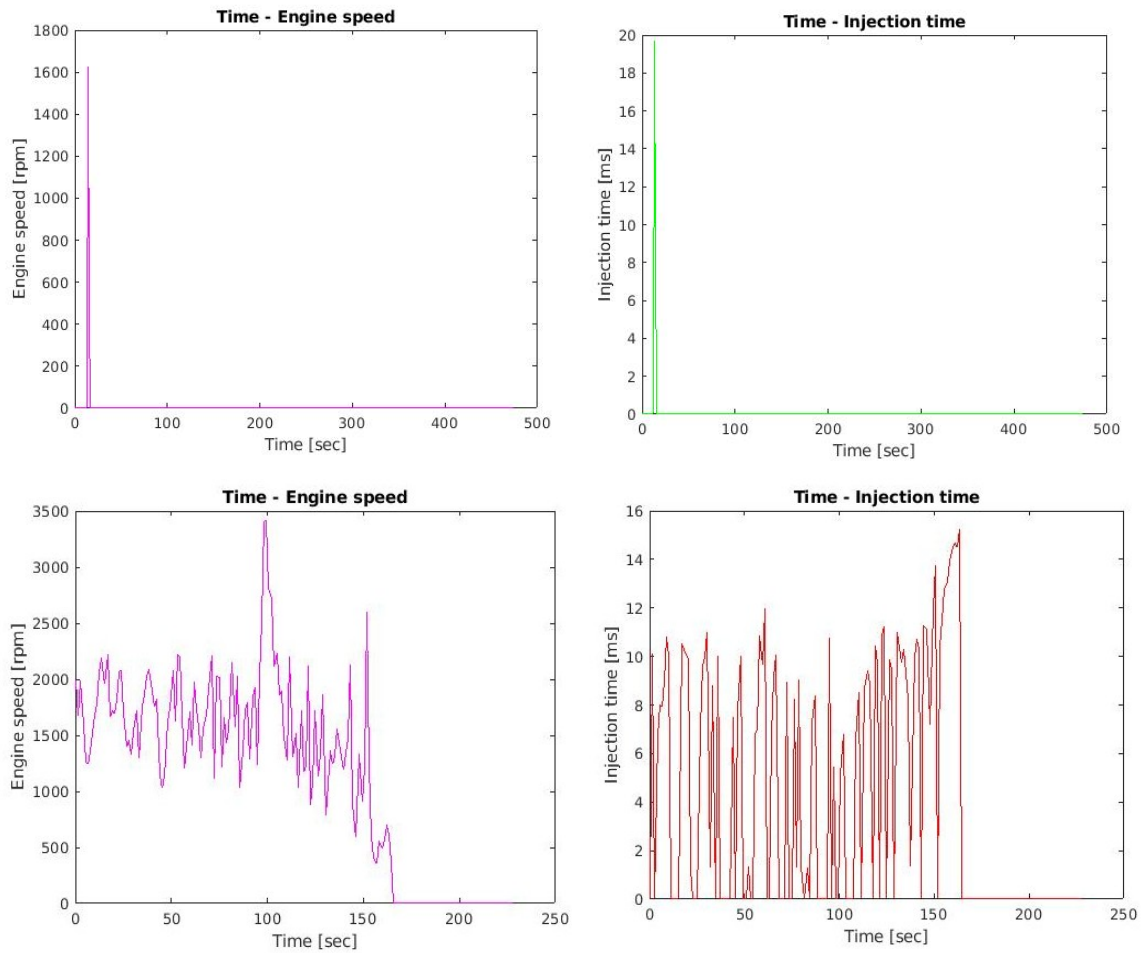 Time - Engine speed
1800
1600
1400
1200
1000
800
600
400
200
0
Engine speed [rpm]
0 100 200 300 400 500
Time [sec]
Time - Injection time
20
18
16
14
12
10
8
6
4
2
0
Injection time [ms]
0 100 200 300 400 500
Time [sec]
Time - Engine speed
3500
3000
2500
2000
1500
1000
500
0
Engine speed [rpm]
0 50 100 150 200 250
Time [sec]
Time - Injection time
16
14
12
10
8
6
4
2
0
Injection time [ms]
0 50 100 150 200 250
Time [sec]